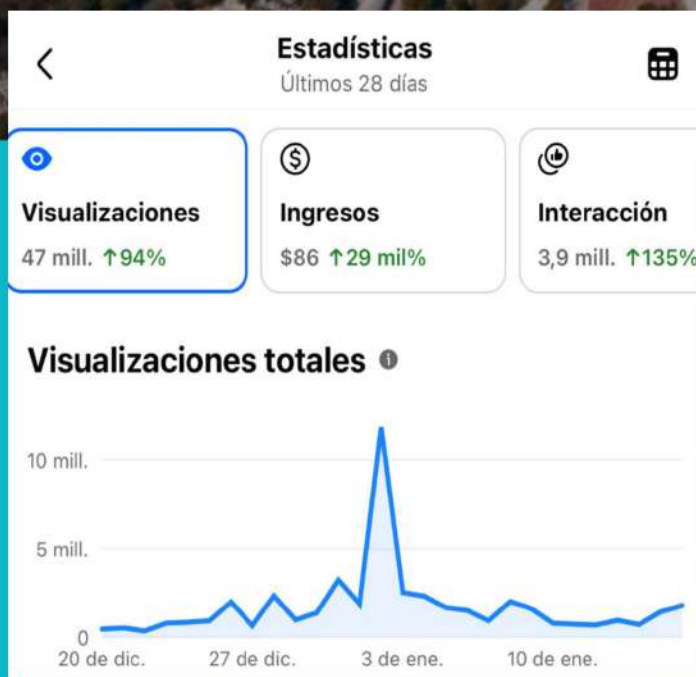 Estadísticas
Últimos 28 días
Visualizaciones
47 mill. ↑94%
Ingresos
$86 ↑29 mil%
Interacción
3,9 mill. ↑135%
Visualizaciones totales
10 mill.
5 mill.
0
20 de dic. 27 de dic. 3 de ene. 10 de ene.